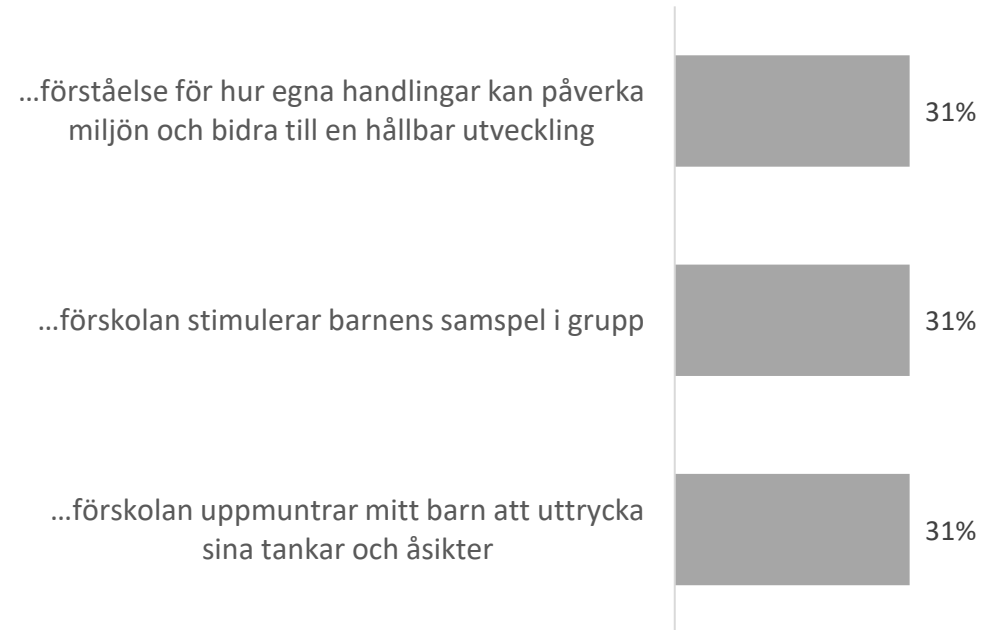 ...förståelse för hur egna handlingar kan påverka
miljön och bidra till en hållbar utveckling
31%
...förskolan stimulerar barnens samspel i grupp
31%
...förskolan uppmuntrar mitt barn att uttrycka
sina tankar och åsikter
31%